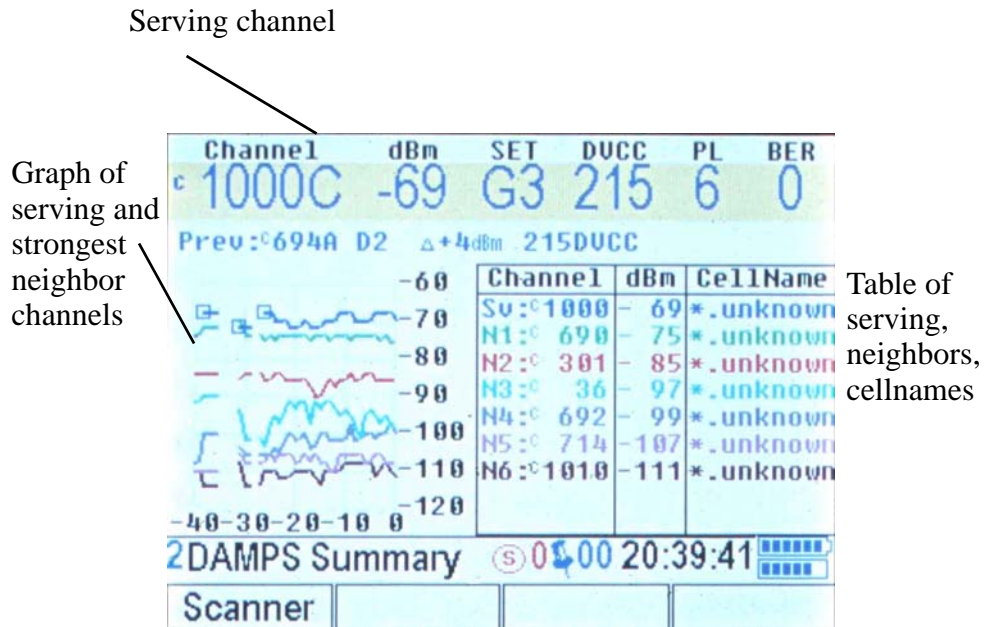 Serving channel
Graph of
serving and
strongest
neighbor
channels
Channel dBm SET DVCC PL BER
c 1000C -69 G3 215 6 0
Prev:c694A D2 △+4dBm 215DVCC
-60
-70
-80
-90
-100
-110
-120
-40-30-20-10 0
Channel dBm CellName
Sv:c1000 - 69 *.unknown
N1:c 690 - 75 *.unknown
N2:c 301 - 85 *.unknown
N3:c 36 - 97 *.unknown
N4:c 692 - 99 *.unknown
N5:c 714 -107 *.unknown
N6:c1010 -111 *.unknown
Table of
serving,
neighbors,
cellnames
2 DAMPS Summary S 0 00 20:39:41
Scanner